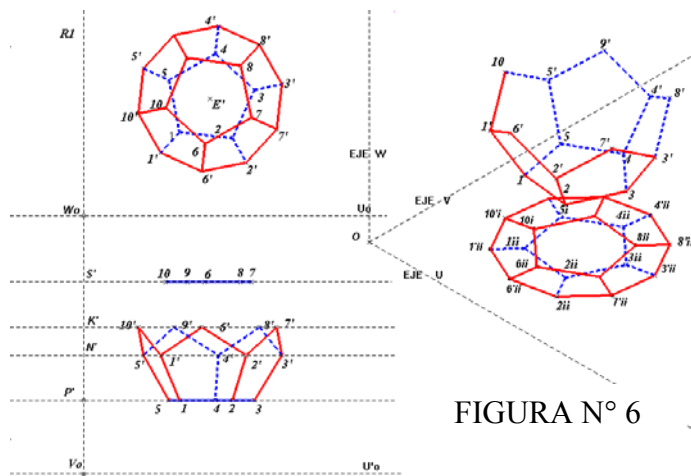 R1
4'
4
8'
5'
5
8
3
3'
E'
10'
10
1
2
7
7'
6
1'
6'
2'
EJE W
Wo
Uo
O
S'
10 9 6 8 7
K'
10' 9' 6' 8' 7'
N'
5' 1' 4' 2' 3'
P'
5 1 4 2 3
Vo
U'o
9'
10
5'
4'
8'
1'
6'
5
7'
4
3'
2'
1
2
3
EJE V
5i
10'i
10i
4'ii
4ii
1'ii
1ii
8ii
8'ii
6ii
2ii
3ii
3'ii
6'ii
2ii
1'ii
EJE U
FIGURA N° 6